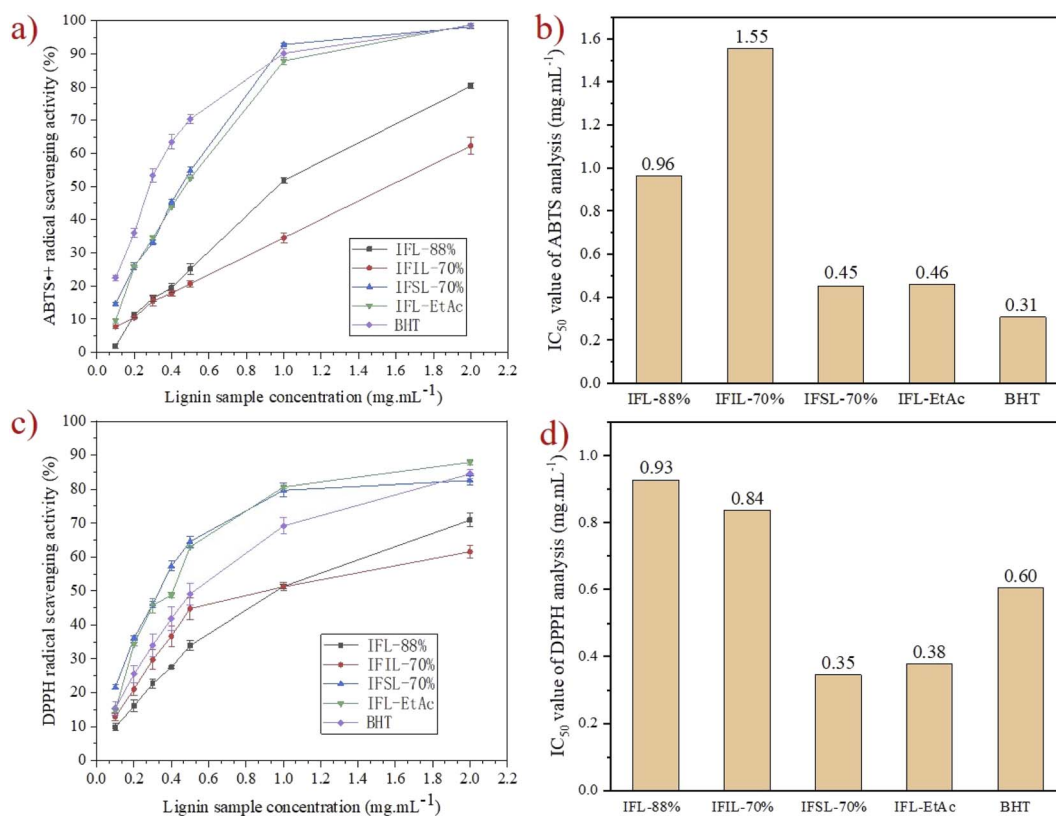 a)
ABTS•+ radical scavenging activity (%)
100
90
80
70
60
50
40
30
20
10
0
IFL-88%
IFIL-70%
IFSL-70%
IFL-EtAc
BHT
0.0 0.2 0.4 0.6 0.8 1.0 1.2 1.4 1.6 1.8 2.0 2.2
Lignin sample concentration (mg.mL⁻¹)
b)
IC₅₀ value of ABTS analysis (mg.mL⁻¹)
1.6
1.4
1.2
1.0
0.8
0.6
0.4
0.2
0.0
0.96
1.55
0.45
0.46
0.31
IFL-88% IFIL-70% IFSL-70% IFL-EtAc BHT
c)
DPPH radical scavenging activity (%)
100
90
80
70
60
50
40
30
20
10
0
IFL-88%
IFIL-70%
IFSL-70%
IFL-EtAc
BHT
0.0 0.2 0.4 0.6 0.8 1.0 1.2 1.4 1.6 1.8 2.0 2.2
Lignin sample concentration (mg.mL⁻¹)
d)
IC₅₀ value of DPPH analysis (mg.mL⁻¹)
1.0
0.8
0.6
0.4
0.2
0.0
0.93
0.84
0.35
0.38
0.60
IFL-88% IFIL-70% IFSL-70% IFL-EtAc BHT